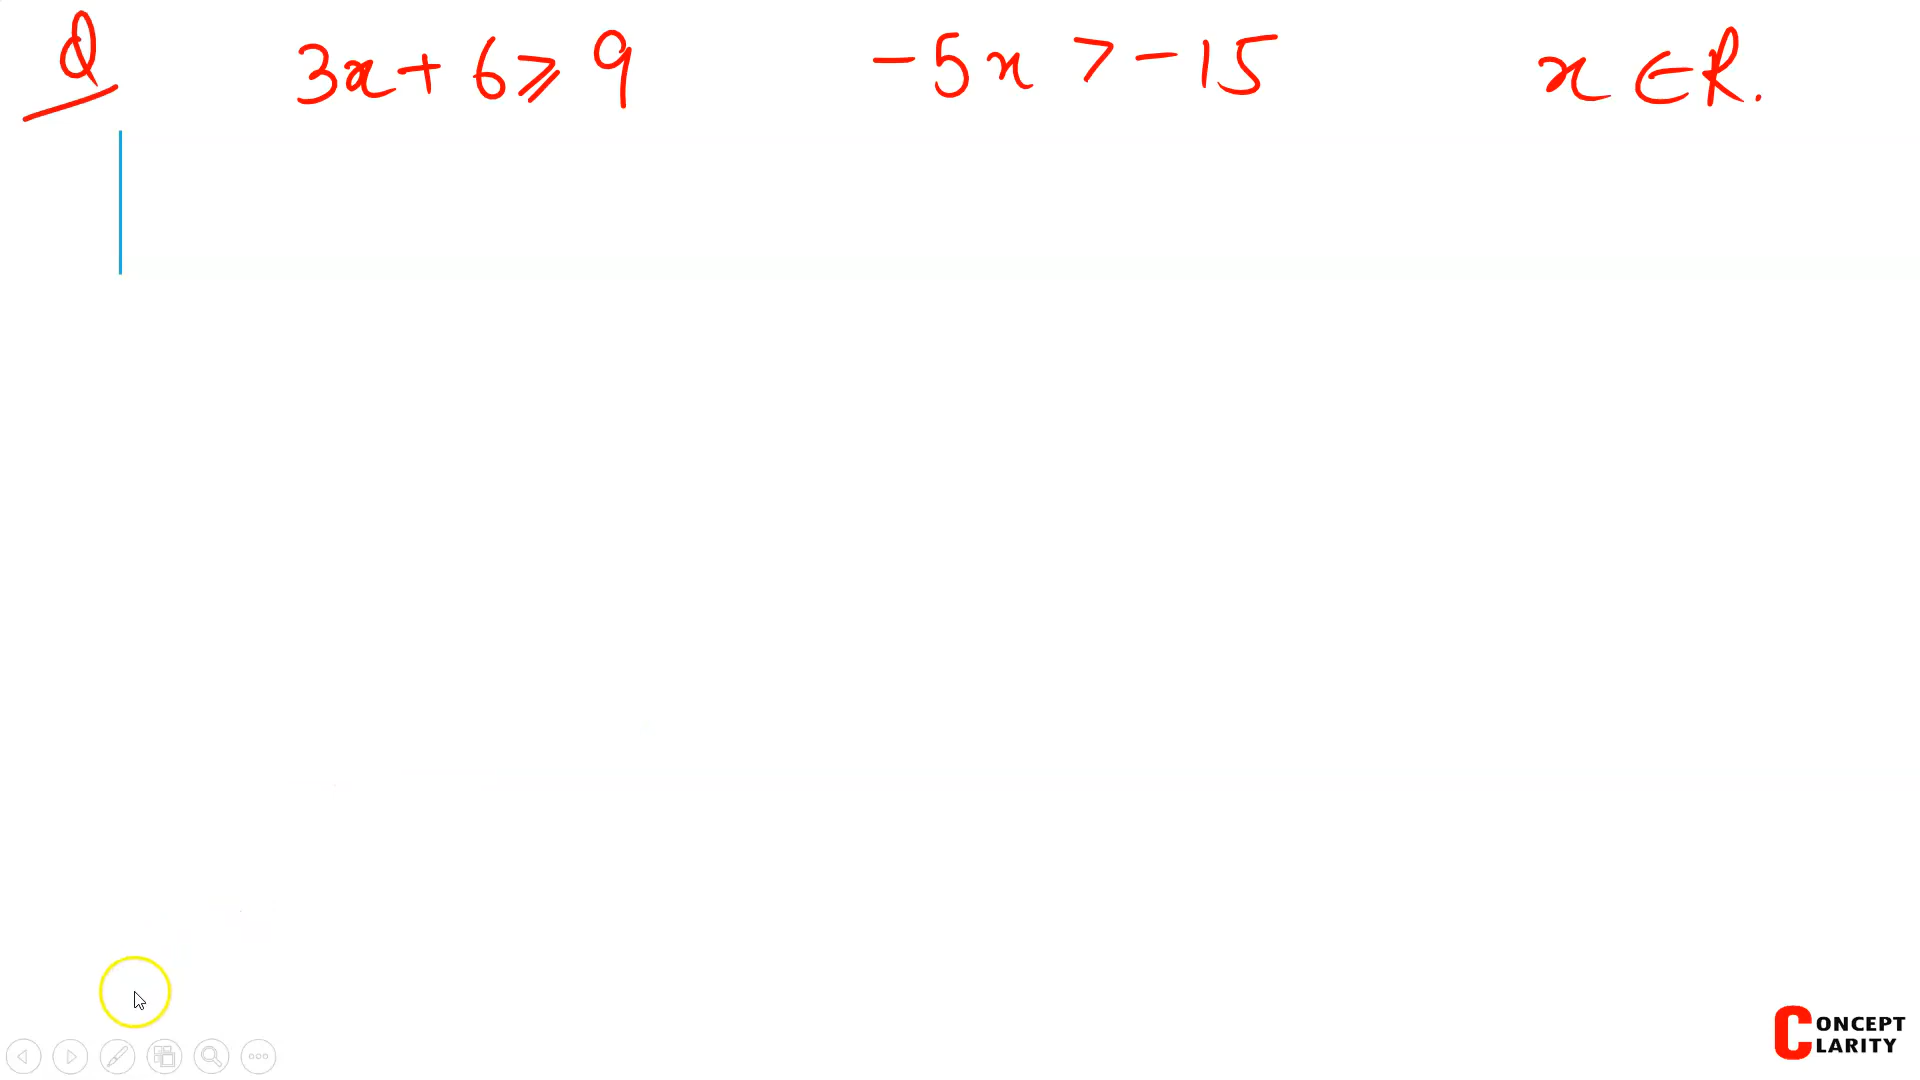 Q 3x + 6 ⩾ 9 -5x > -15 x ∈ R.
CONCEPT
CLARITY